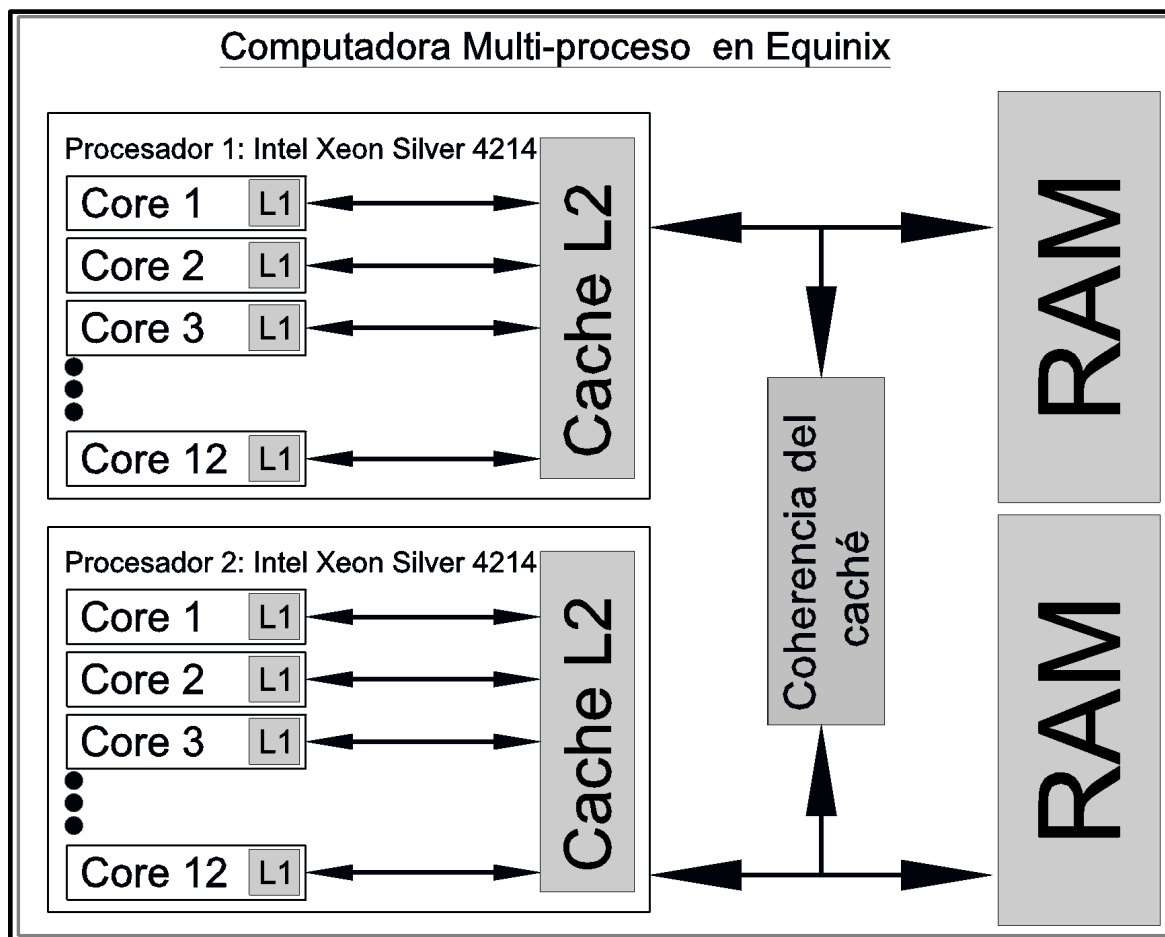 Computadora Multi-proceso en Equinix
Procesador 1: Intel Xeon Silver 4214
Core 1 L1
Core 2 L1
Core 3 L1
Core 12 L1
Cache L2
RAM
Coherencia del
caché
Procesador 2: Intel Xeon Silver 4214
Core 1 L1
Core 2 L1
Core 3 L1
Core 12 L1
Cache L2
RAM